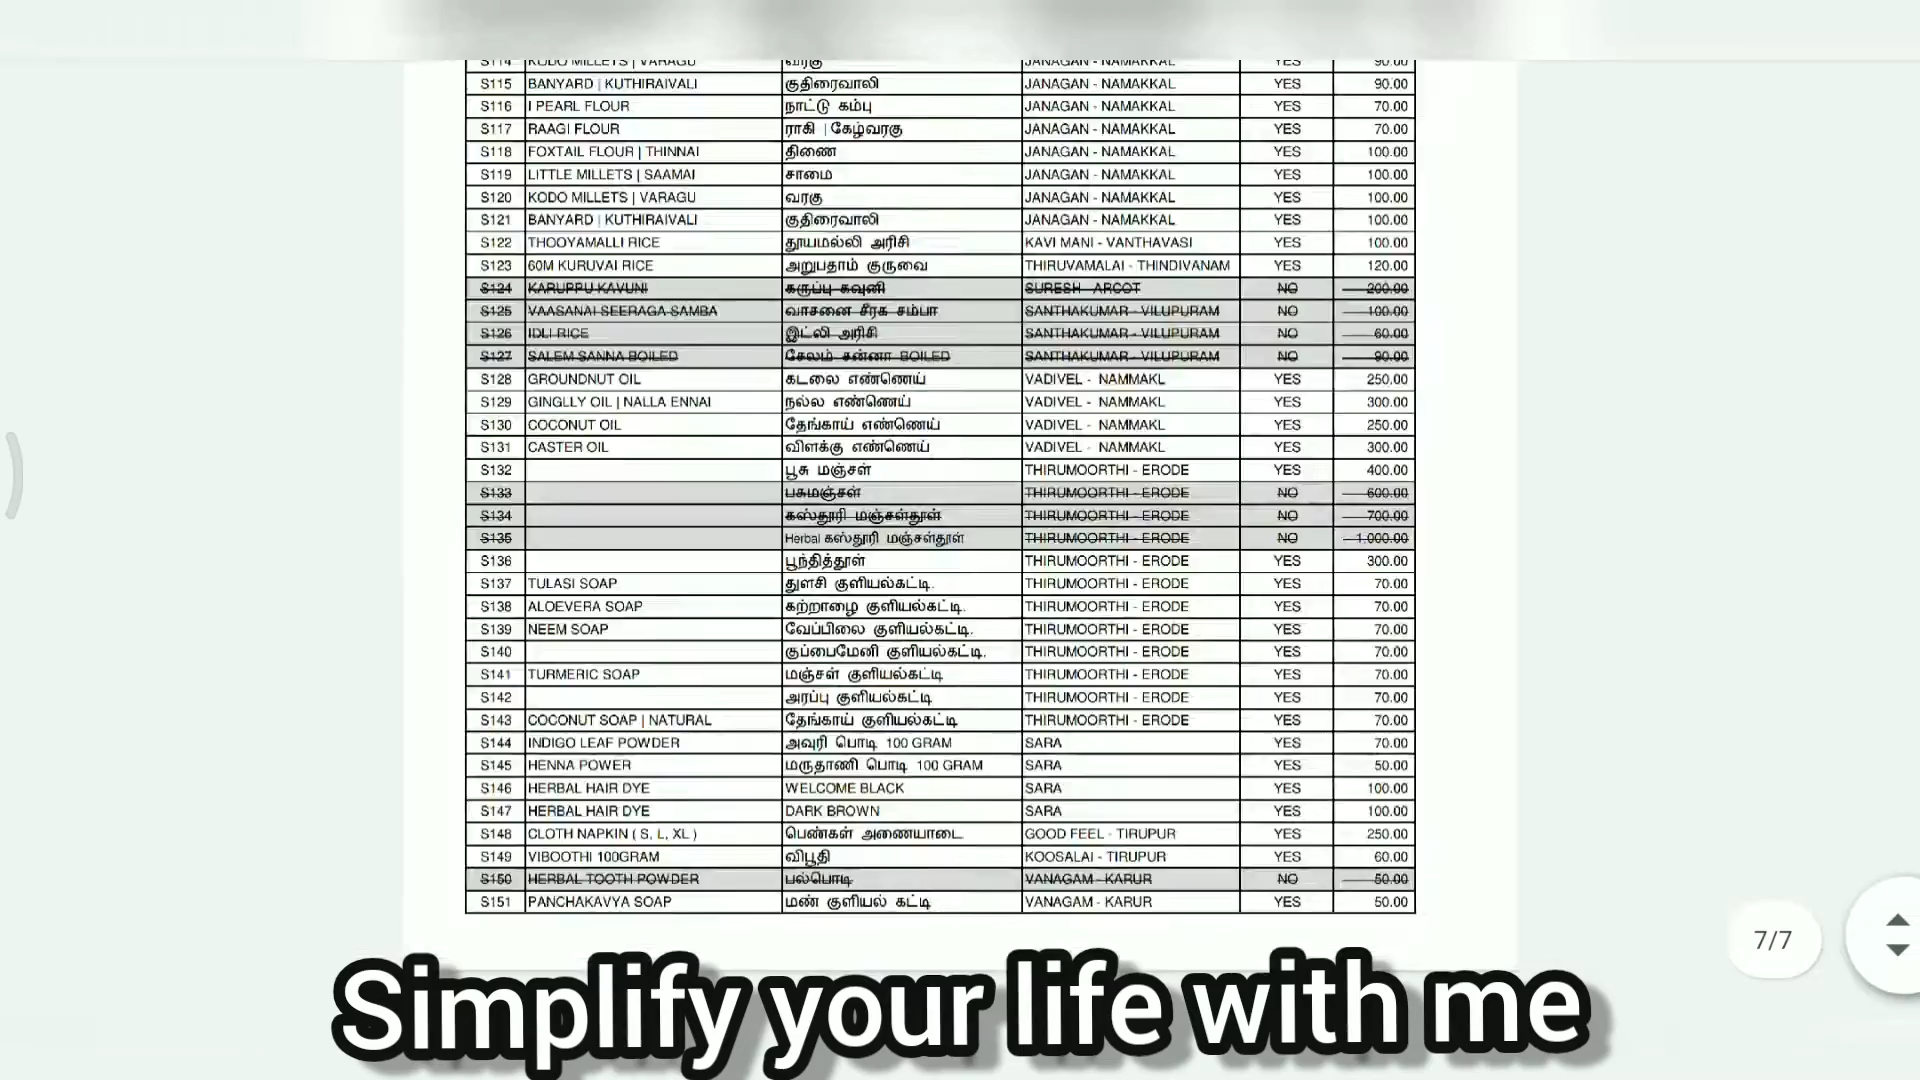 S114 KODO MILLETS | VARAGU வரகு JANAGAN - NAMAKKAL YES 90.00
S115 BANYARD | KUTHIRAIVALI குதிரைவாலி JANAGAN - NAMAKKAL YES 90.00
S116 I PEARL FLOUR நாட்டு கம்பு JANAGAN - NAMAKKAL YES 70.00
S117 RAAGI FLOUR ராகி | கேழ்வரகு JANAGAN - NAMAKKAL YES 70.00
S118 FOXTAIL FLOUR | THINNAI திணை JANAGAN - NAMAKKAL YES 100.00
S119 LITTLE MILLETS | SAAMAI சாமை JANAGAN - NAMAKKAL YES 100.00
S120 KODO MILLETS | VARAGU வரகு JANAGAN - NAMAKKAL YES 100.00
S121 BANYARD | KUTHIRAIVALI குதிரைவாலி JANAGAN - NAMAKKAL YES 100.00
S122 THOOYAMALLI RICE தூயமல்லி அரிசி KAVI MANI - VANTHAVASI YES 100.00
S123 60M KURUVAI RICE அறுபதாம் குருவை THIRUVAMALAI - THINDIVANAM YES 120.00
S124 KARUPPU KAVUNI கருப்பு கவுனி SURESH - ARCOT NO 200.00
S125 VAASANAI SEERAGA SAMBA வாசனை சீரக சம்பா SANTHAKUMAR - VILUPURAM NO 100.00
S126 IDLI RICE இட்லி அரிசி SANTHAKUMAR - VILUPURAM NO 60.00
S127 SALEM SANNA BOILED சேலம் சன்னா BOILED SANTHAKUMAR - VILUPURAM NO 90.00
S128 GROUNDNUT OIL கடலை எண்ணெய் VADIVEL - NAMMAKL YES 250.00
S129 GINGLLY OIL | NALLA ENNAI நல்ல எண்ணெய் VADIVEL - NAMMAKL YES 300.00
S130 COCONUT OIL தேங்காய் எண்ணெய் VADIVEL - NAMMAKL YES 250.00
S131 CASTER OIL விளக்கு எண்ணெய் VADIVEL - NAMMAKL YES 300.00
S132 பூசு மஞ்சள் THIRUMOORTHI - ERODE YES 400.00
S133 பசுமஞ்சள் THIRUMOORTHI - ERODE NO 600.00
S134 கஸ்தூரி மஞ்சள்தூள் THIRUMOORTHI - ERODE NO 700.00
S135 Herbal கஸ்தூரி மஞ்சள்தூள் THIRUMOORTHI - ERODE NO 1,000.00
S136 பூந்தித்தூள் THIRUMOORTHI - ERODE YES 300.00
S137 TULASI SOAP துளசி குளியல்கட்டி. THIRUMOORTHI - ERODE YES 70.00
S138 ALOEVERA SOAP கற்றாழை குளியல்கட்டி. THIRUMOORTHI - ERODE YES 70.00
S139 NEEM SOAP வேப்பிலை குளியல்கட்டி. THIRUMOORTHI - ERODE YES 70.00
S140 குப்பைமேனி குளியல்கட்டி. THIRUMOORTHI - ERODE YES 70.00
S141 TURMERIC SOAP மஞ்சள் குளியல்கட்டி THIRUMOORTHI - ERODE YES 70.00
S142 அரப்பு குளியல்கட்டி THIRUMOORTHI - ERODE YES 70.00
S143 COCONUT SOAP | NATURAL தேங்காய் குளியல்கட்டி THIRUMOORTHI - ERODE YES 70.00
S144 INDIGO LEAF POWDER அவுரி பொடி 100 GRAM SARA YES 70.00
S145 HENNA POWER மருதாணி பொடி 100 GRAM SARA YES 50.00
S146 HERBAL HAIR DYE WELCOME BLACK SARA YES 100.00
S147 HERBAL HAIR DYE DARK BROWN SARA YES 100.00
S148 CLOTH NAPKIN ( S, L, XL ) பெண்கள் அணையாடை GOOD FEEL - TIRUPUR YES 250.00
S149 VIBOOTHI 100GRAM விபூதி KOOSALAI - TIRUPUR YES 60.00
S150 HERBAL TOOTH POWDER பல்பொடி VANAGAM - KARUR NO 50.00
S151 PANCHAKAVYA SOAP மண் குளியல் கட்டி VANAGAM - KARUR YES 50.00
7/7
Simplify your life with me